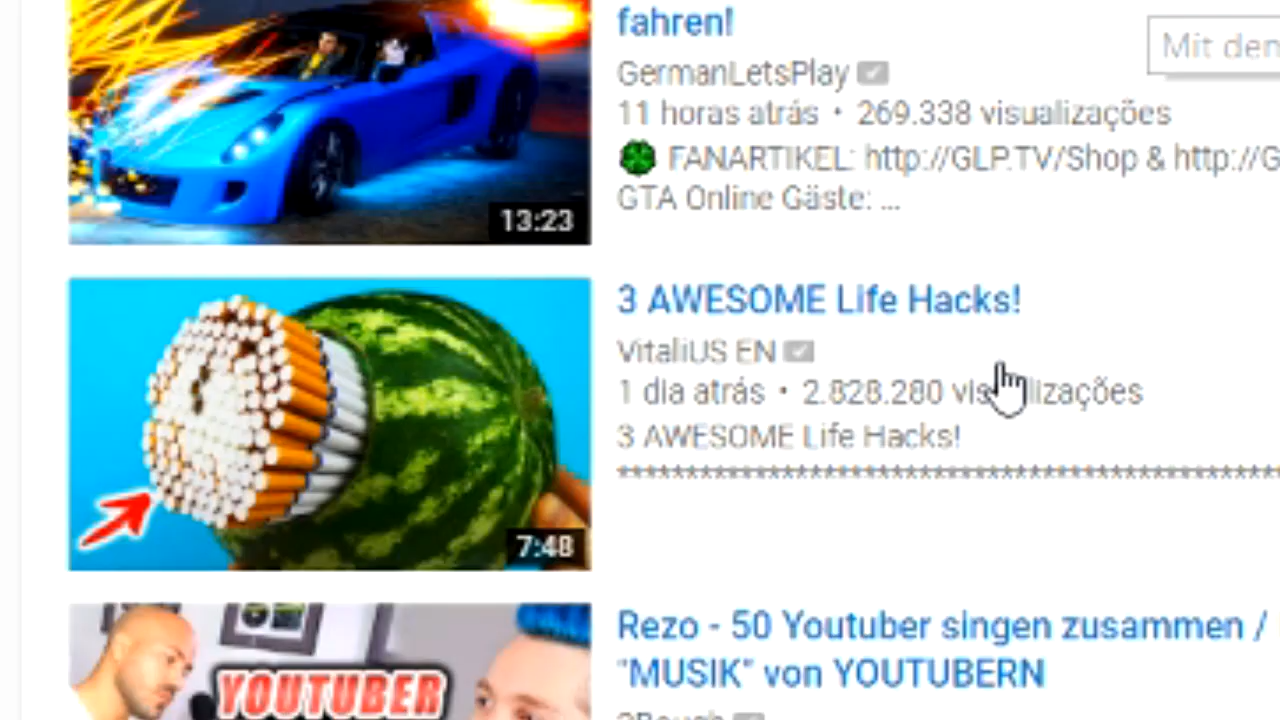 fahren!
Mit dem
GermanLetsPlay
11 horas atrás • 269.338 visualizações
FANARTIKEL: http://GLP.TV/Shop & http://G
GTA Online Gäste: ...
13:23
3 AWESOME Life Hacks!
VitaliUS EN
1 dia atrás • 2.828.280 visualizações
3 AWESOME Life Hacks!
************************************************************
7:48
Rezo - 50 Youtuber singen zusammen /
"MUSIK" von YOUTUBERN
YOUTUBER